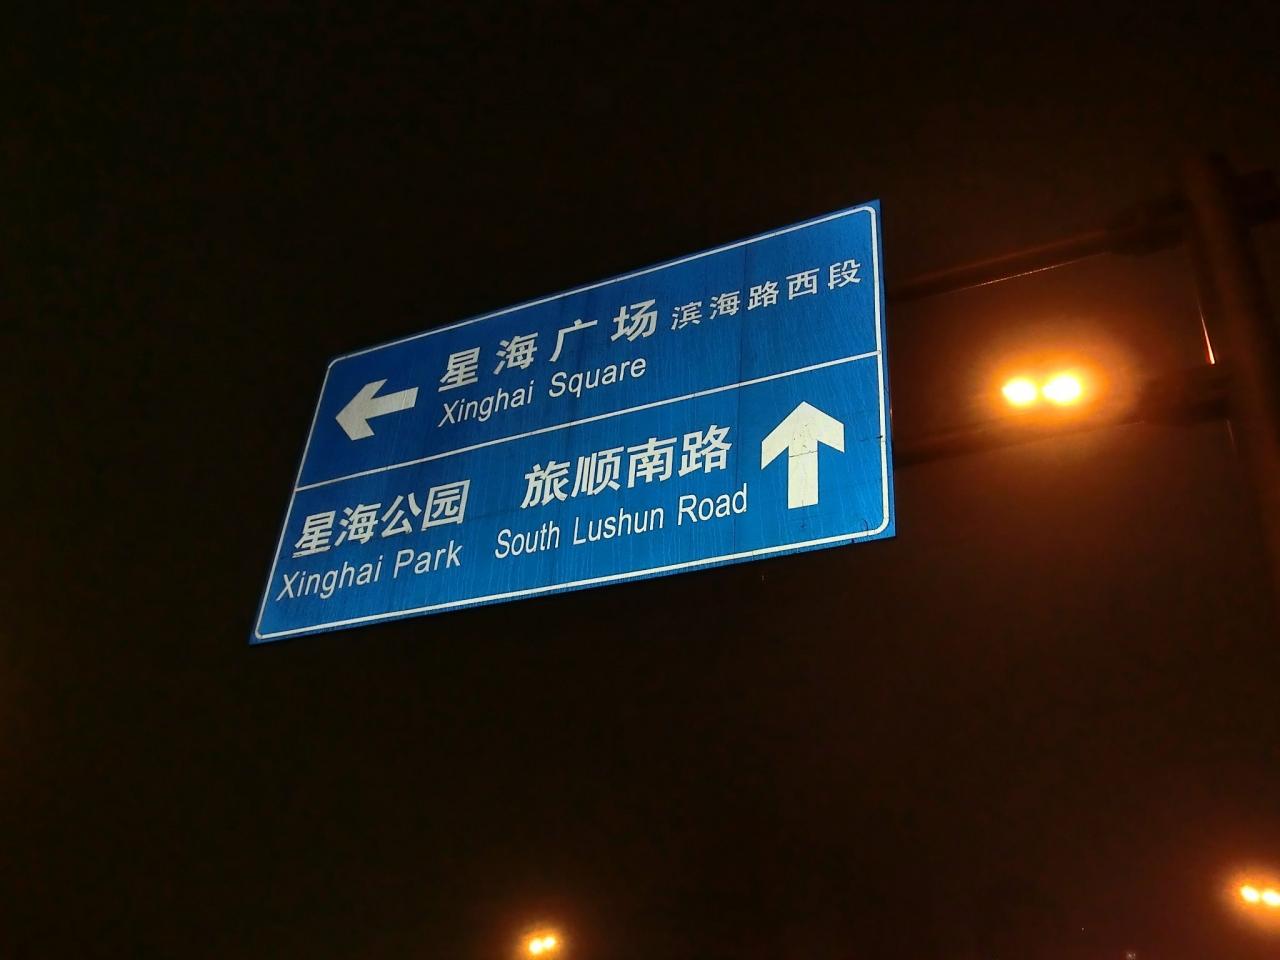 星海广场 滨海路西段
Xinghai Square
星海公园 旅顺南路
Xinghai Park South Lushun Road